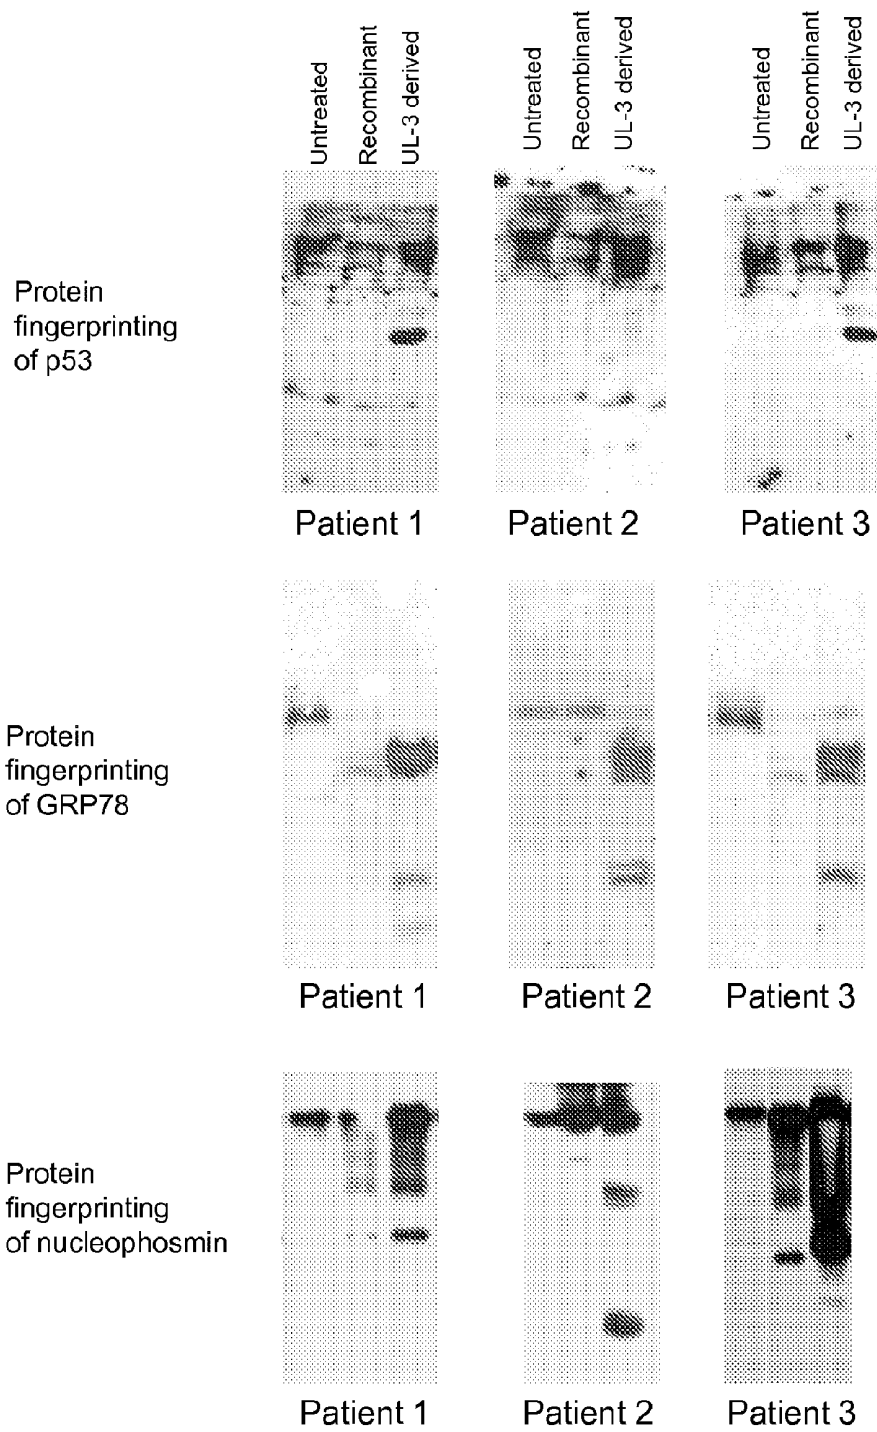 Untreated
Recombinant
UL-3 derived
Untreated
Recombinant
UL-3 derived
Untreated
Recombinant
UL-3 derived
Protein
fingerprinting
of p53
Patient 1
Patient 2
Patient 3
Protein
fingerprinting
of GRP78
Patient 1
Patient 2
Patient 3
Protein
fingerprinting
of nucleophosmin
Patient 1
Patient 2
Patient 3